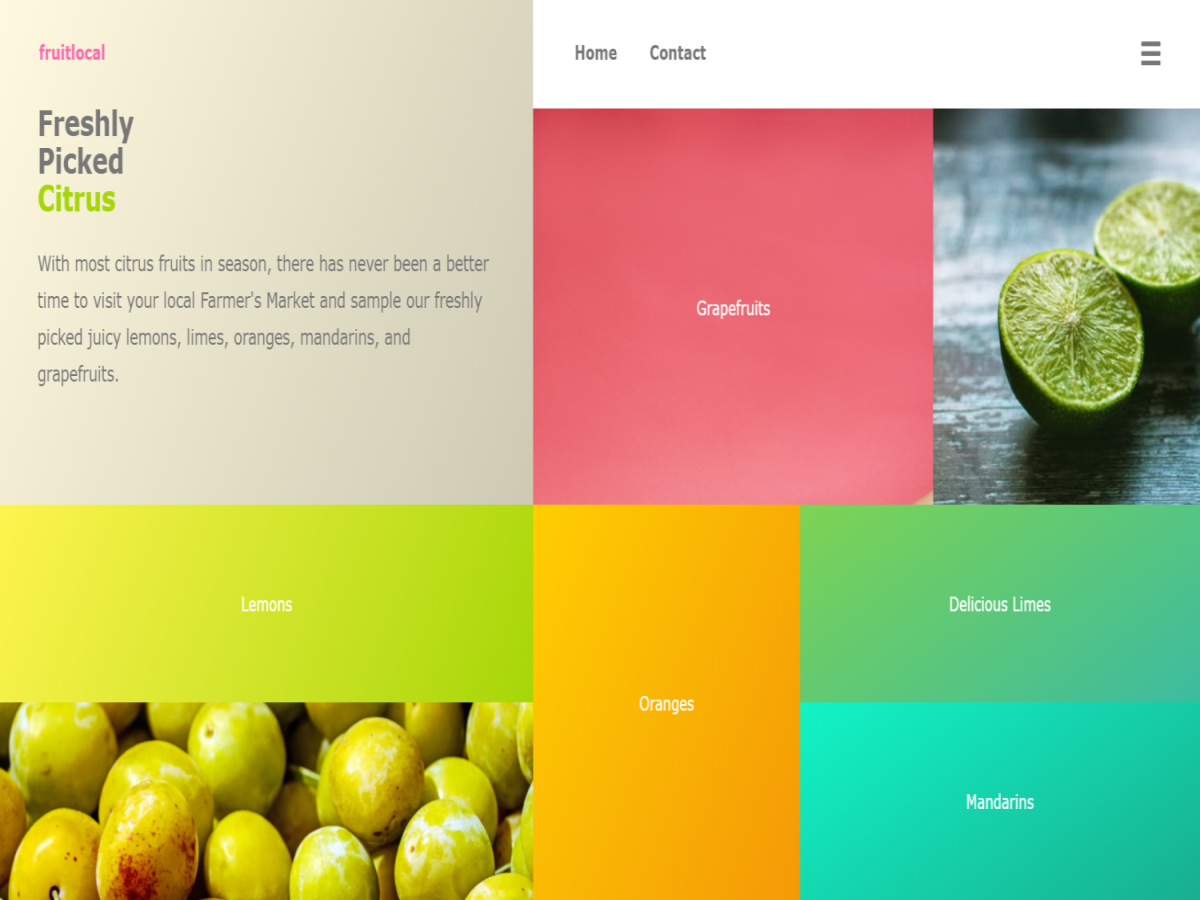 fruitlocal
Home
Contact
Freshly
Picked
Citrus
With most citrus fruits in season, there has never been a better
time to visit your local Farmer's Market and sample our freshly
picked juicy lemons, limes, oranges, mandarins, and
grapefruits.
Grapefruits
Lemons
Delicious Limes
Oranges
Mandarins